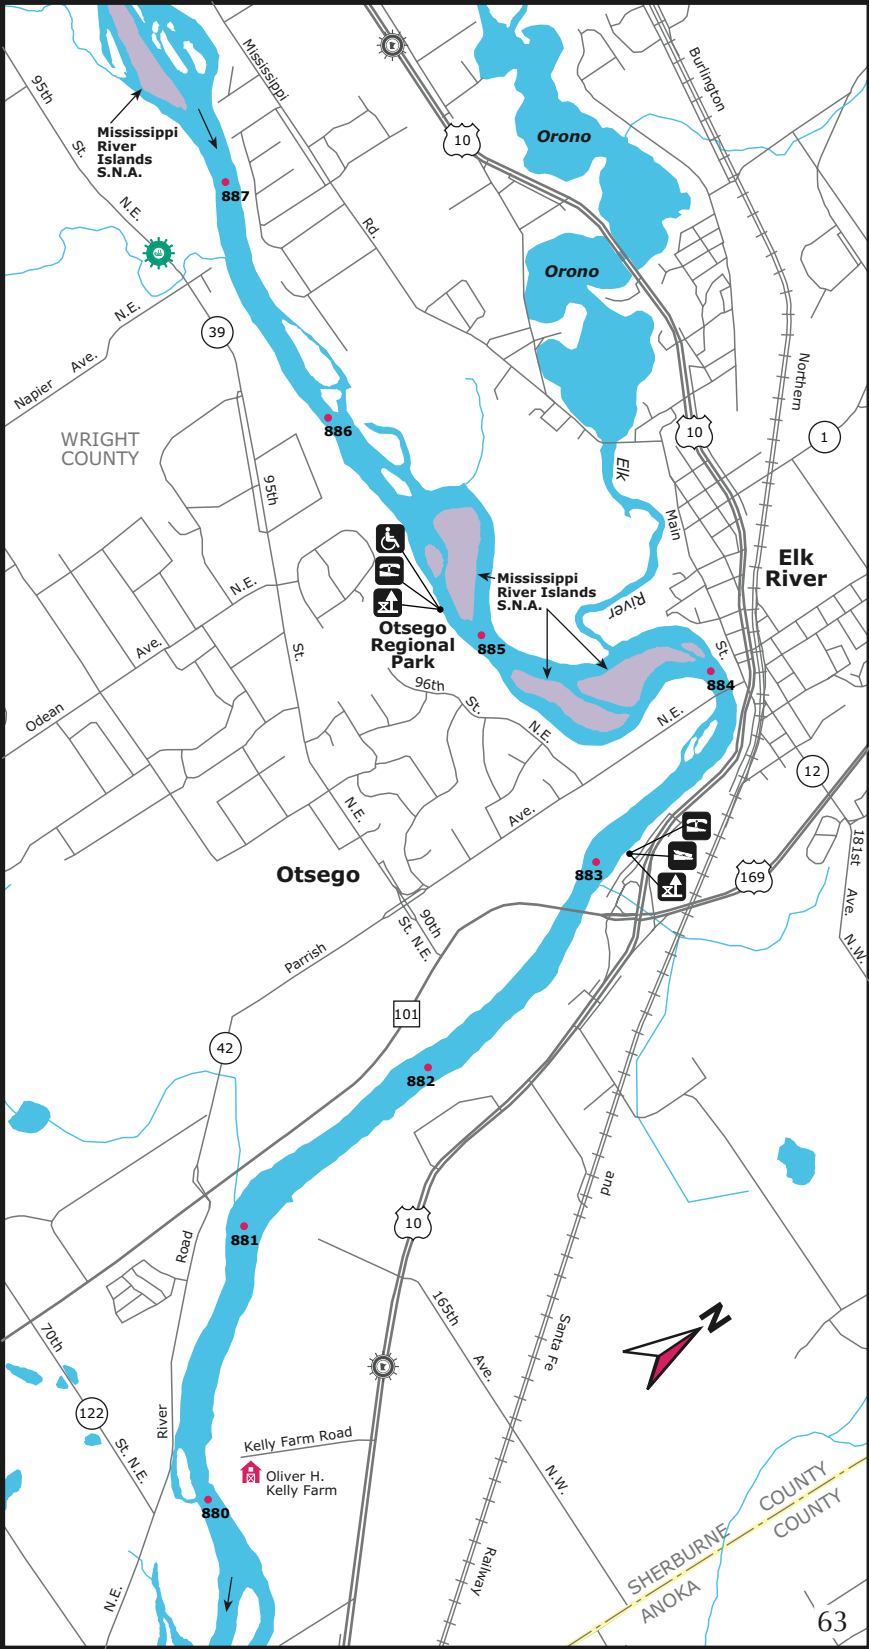 Mississippi
Burlington
95th
St.
N.E.
10
Orono
Mississippi
River
Islands
S.N.A.
887
Rd.
Orono
N.E.
39
Napier
Ave.
Northern
886
10
1
WRIGHT
COUNTY
Elk
95th
Main
Elk
River
Mississippi
River Islands
S.N.A.
N.E.
River
Otsego
Regional
Park
885
Ave.
St.
St.
884
96th
St.
N.E.
N.E.
Odean
12
N.E.
Ave.
181st
Ave.
N.W.
Otsego
883
169
90th
St. N.E.
Parrish
101
42
882
and
10
881
Road
165th
N
Santa Fe
70th
Ave.
122
River
St. N.E.
Kelly Farm Road
Oliver H.
Kelly Farm
N.W.
880
COUNTY
COUNTY
SHERBURNE
ANOKA
Railway
N.E.
63